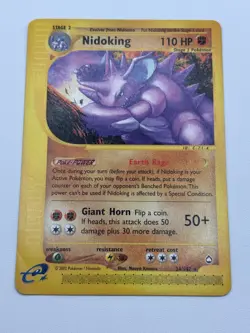 STAGE 2
Nidoking 110 HP
Poké-POWER
Earth Rage
Once during your turn (before your attack), if Nidoking is your
Active Pokémon, you may flip a coin. If heads, put 1 damage
counter on each of your opponent's Benched Pokémon. This
power can't be used if Nidoking is affected by a Special Condition.
Giant Horn Flip a coin.
If heads, this attack does 50
damage plus 30 more damage.
50+
weakness resistance retreat cost
e